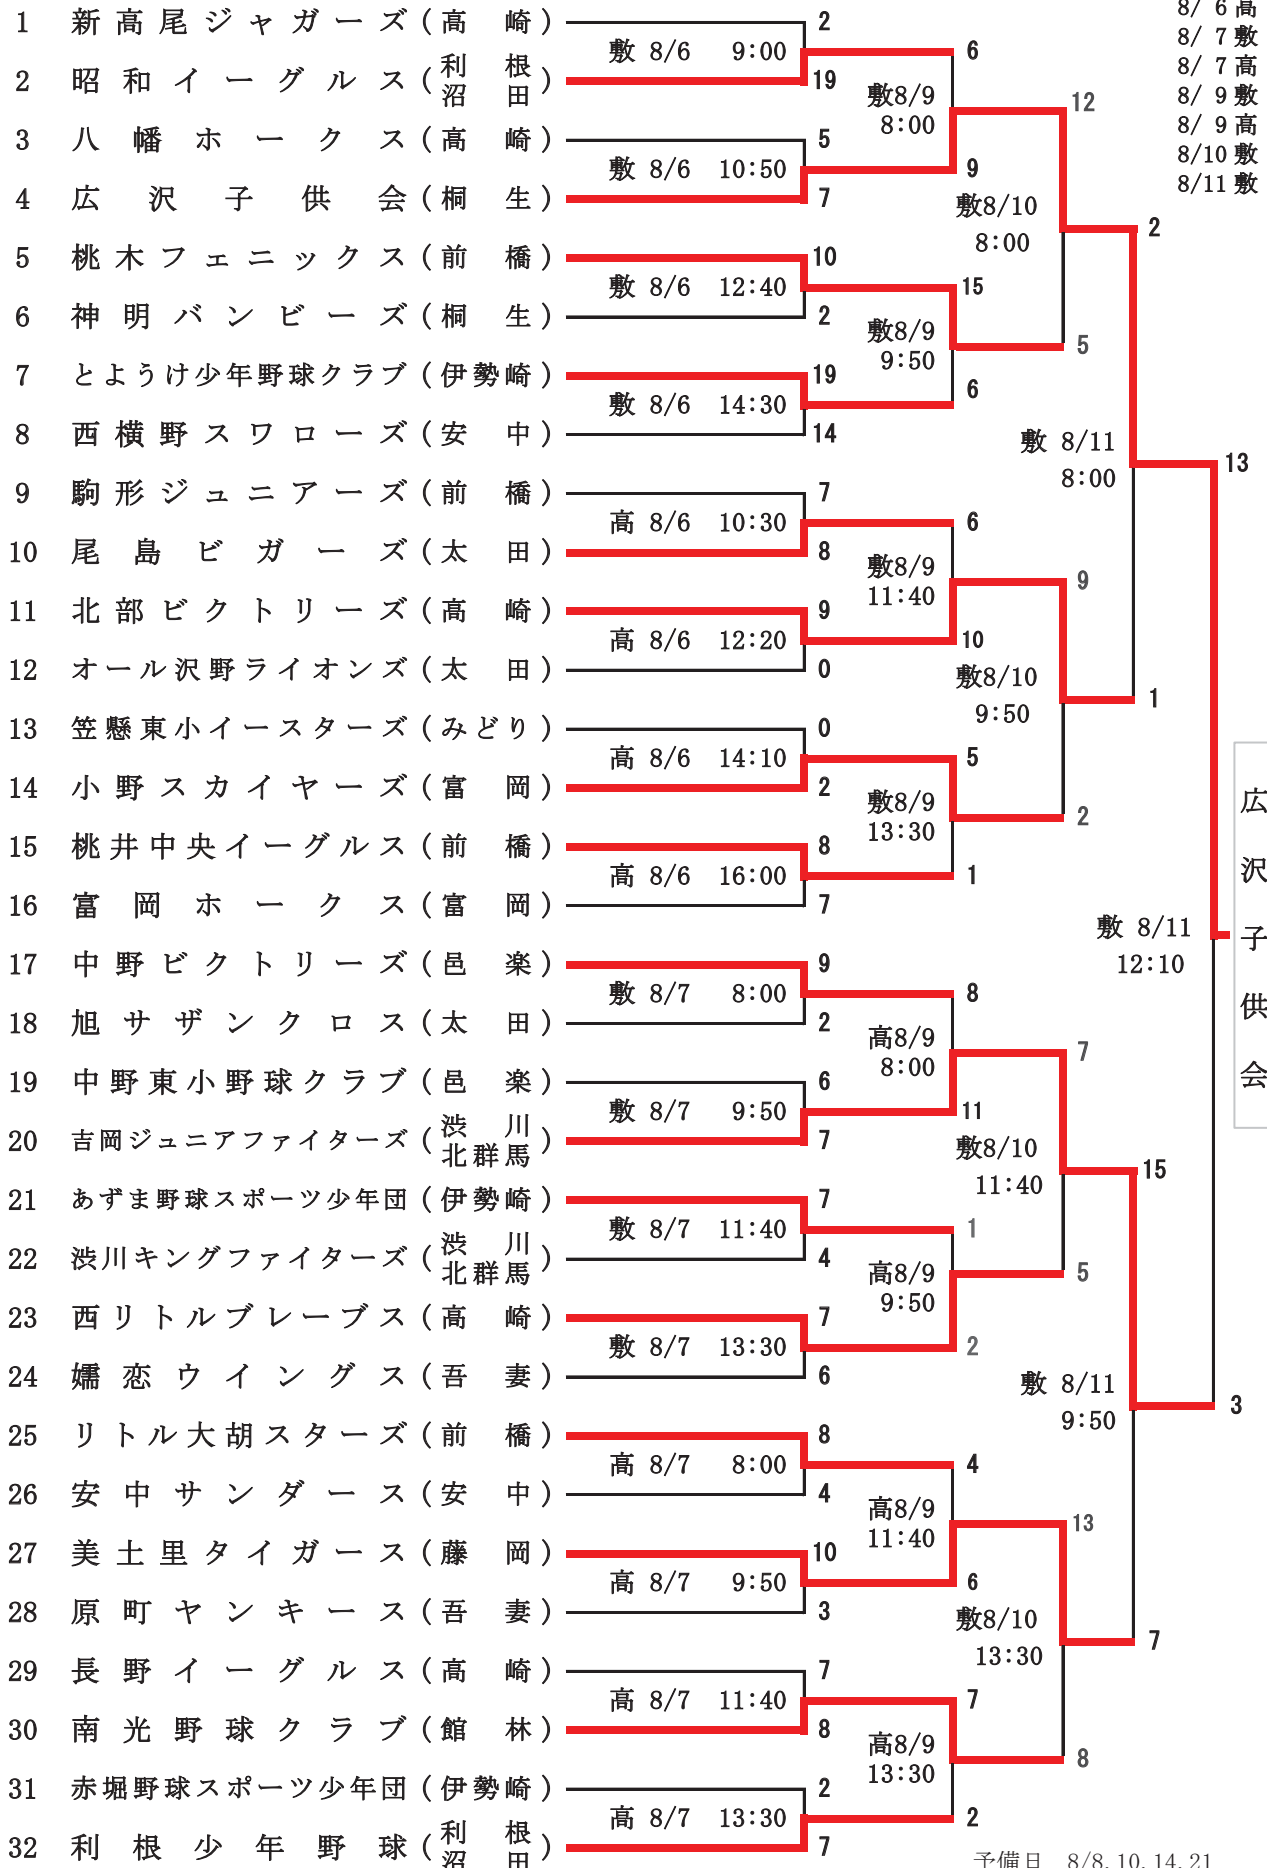 8/ 6 高
8/ 7 敷
8/ 7 高
8/ 9 敷
8/ 9 高
8/10 敷
8/11 敷
1 新高尾ジャガーズ(高崎) 2
敷 8/6 9:00 6
2 昭和イーグルス(利根沼田) 19
敷8/9 8:00 12
3 八幡ホークス(高崎) 5
敷 8/6 10:50 9
4 広沢子供会(桐生) 7
敷8/10 8:00 2
5 桃木フェニックス(前橋) 10
敷 8/6 12:40 15
6 神明バンビーズ(桐生) 2
敷8/9 9:50 5
7 とようけ少年野球クラブ(伊勢崎) 19
敷 8/6 14:30 6
8 西横野スワローズ(安中) 14
敷 8/11 8:00 13
9 駒形ジュニアーズ(前橋) 7
高 8/6 10:30 6
10 尾島ビガーズ(太田) 8
敷8/9 11:40 9
11 北部ビクトリーズ(高崎) 9
高 8/6 12:20 10
12 オール沢野ライオンズ(太田) 0
敷8/10 9:50 1
13 笠懸東小イースターズ(みどり) 0
高 8/6 14:10 5
14 小野スカイヤーズ(富岡) 2
敷8/9 13:30 2
15 桃井中央イーグルス(前橋) 8
高 8/6 16:00 1
16 富岡ホークス(富岡) 7
敷 8/11 12:10
広沢子供会
17 中野ビクトリーズ(邑楽) 9
敷 8/7 8:00 8
18 旭サザンクロス(太田) 2
高8/9 8:00 7
19 中野東小野球クラブ(邑楽) 6
敷 8/7 9:50 11
20 吉岡ジュニアファイターズ(渋川北群馬) 7
敷8/10 11:40 15
21 あずま野球スポーツ少年団(伊勢崎) 7
敷 8/7 11:40 1
22 渋川キングファイターズ(渋川北群馬) 4
高8/9 9:50 5
23 西リトルブレーブス(高崎) 7
敷 8/7 13:30 2
24 嬬恋ウイングス(吾妻) 6
敷 8/11 9:50 3
25 リトル大胡スターズ(前橋) 8
高 8/7 8:00 4
26 安中サンダース(安中) 4
高8/9 11:40 13
27 美土里タイガース(藤岡) 10
高 8/7 9:50 6
28 原町ヤンキース(吾妻) 3
敷8/10 13:30 7
29 長野イーグルス(高崎) 7
高 8/7 11:40 7
30 南光野球クラブ(館林) 8
高8/9 13:30 8
31 赤堀野球スポーツ少年団(伊勢崎) 2
高 8/7 13:30 2
32 利根少年野球(利根沼田) 7
予備日 8/8.10.14.21